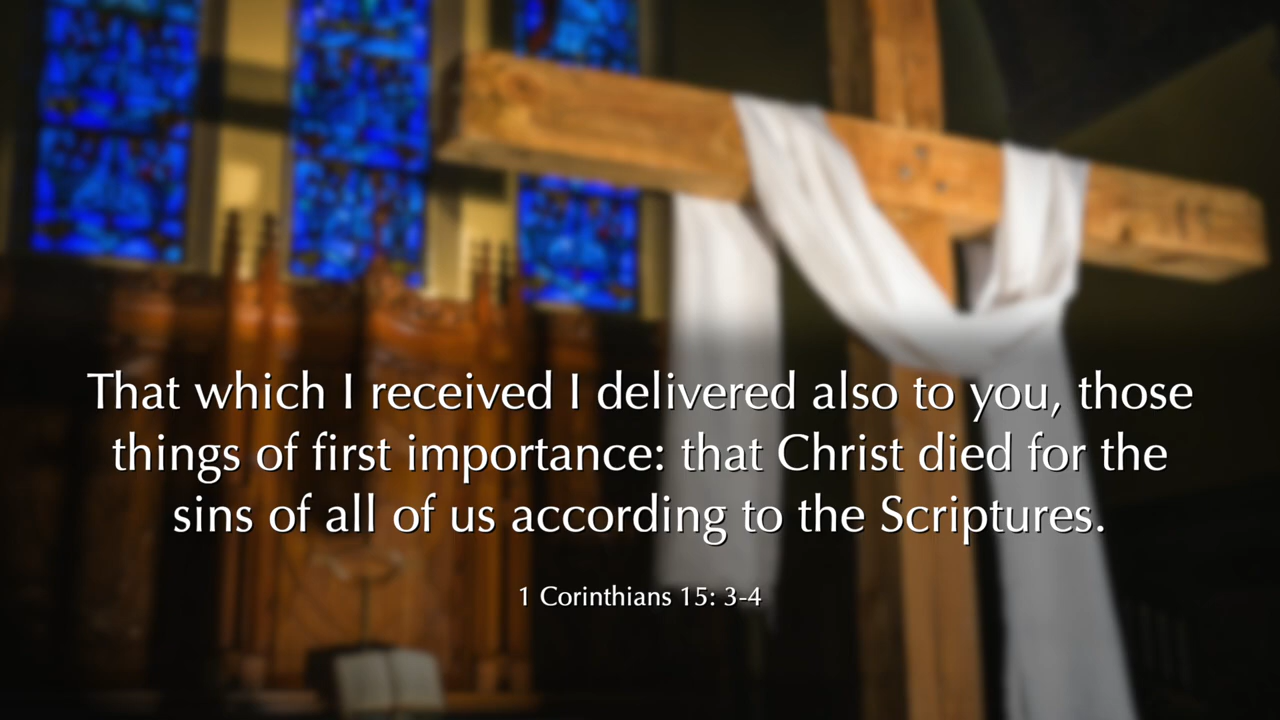 That which I received I delivered also to you, those
things of first importance: that Christ died for the
sins of all of us according to the Scriptures.
1 Corinthians 15: 3-4